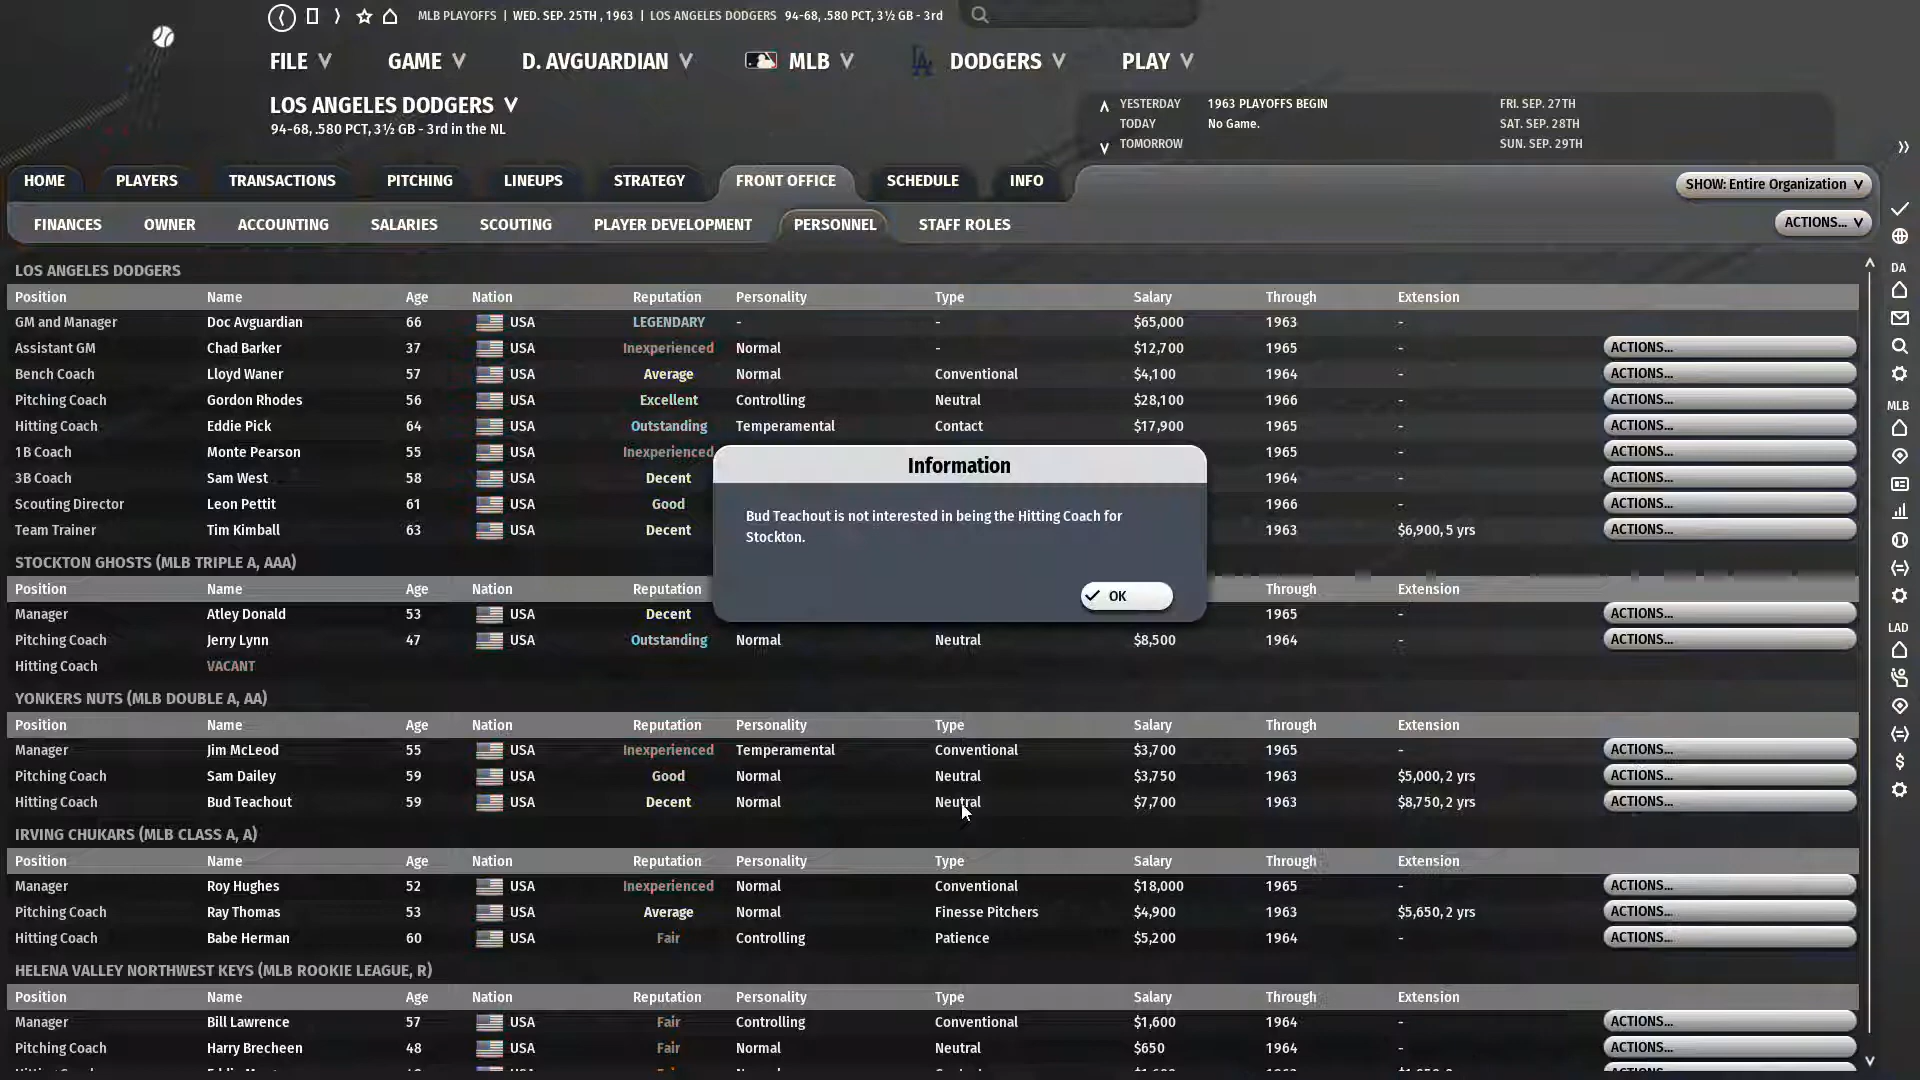 MLB PLAYOFFS | WED. SEP. 25TH , 1963 | LOS ANGELES DODGERS 94-68, .580 PCT, 3½ GB - 3rd
FILE GAME D. AVGUARDIAN MLB DODGERS PLAY
LOS ANGELES DODGERS
94-68, .580 PCT, 3½ GB - 3rd in the NL
YESTERDAY 1963 PLAYOFFS BEGIN FRI. SEP. 27TH
TODAY No Game. SAT. SEP. 28TH
TOMORROW SUN. SEP. 29TH
HOME PLAYERS TRANSACTIONS PITCHING LINEUPS STRATEGY FRONT OFFICE SCHEDULE INFO SHOW: Entire Organization
FINANCES OWNER ACCOUNTING SALARIES SCOUTING PLAYER DEVELOPMENT PERSONNEL STAFF ROLES ACTIONS...
DA
MLB
LAD
LOS ANGELES DODGERS
Position Name Age Nation Reputation Personality Type Salary Through Extension
GM and Manager Doc Avguardian 66 USA LEGENDARY - - $65,000 1963 -
Assistant GM Chad Barker 37 USA Inexperienced Normal - $12,700 1965 - ACTIONS...
Bench Coach Lloyd Waner 57 USA Average Normal Conventional $4,100 1964 - ACTIONS...
Pitching Coach Gordon Rhodes 56 USA Excellent Controlling Neutral $28,100 1966 - ACTIONS...
Hitting Coach Eddie Pick 64 USA Outstanding Temperamental Contact $17,900 1965 - ACTIONS...
1B Coach Monte Pearson 55 USA Inexperienced 1965 - ACTIONS...
3B Coach Sam West 58 USA Decent 1964 - ACTIONS...
Scouting Director Leon Pettit 61 USA Good 1966 - ACTIONS...
Team Trainer Tim Kimball 63 USA Decent 1963 $6,900, 5 yrs ACTIONS...
Information
Bud Teachout is not interested in being the Hitting Coach for
Stockton.
OK
STOCKTON GHOSTS (MLB TRIPLE A, AAA)
Position Name Age Nation Reputation Through Extension
Manager Atley Donald 53 USA Decent 1965 - ACTIONS...
Pitching Coach Jerry Lynn 47 USA Outstanding Normal Neutral $8,500 1964 - ACTIONS...
Hitting Coach VACANT
YONKERS NUTS (MLB DOUBLE A, AA)
Position Name Age Nation Reputation Personality Type Salary Through Extension
Manager Jim McLeod 55 USA Inexperienced Temperamental Conventional $3,700 1965 - ACTIONS...
Pitching Coach Sam Dailey 59 USA Good Normal Neutral $3,750 1963 $5,000, 2 yrs ACTIONS...
Hitting Coach Bud Teachout 59 USA Decent Normal Neutral $7,700 1963 $8,750, 2 yrs ACTIONS...
IRVING CHUKARS (MLB CLASS A, A)
Position Name Age Nation Reputation Personality Type Salary Through Extension
Manager Roy Hughes 52 USA Inexperienced Normal Conventional $18,000 1965 - ACTIONS...
Pitching Coach Ray Thomas 53 USA Average Normal Finesse Pitchers $4,900 1963 $5,650, 2 yrs ACTIONS...
Hitting Coach Babe Herman 60 USA Fair Controlling Patience $5,200 1964 - ACTIONS...
HELENA VALLEY NORTHWEST KEYS (MLB ROOKIE LEAGUE, R)
Position Name Age Nation Reputation Personality Type Salary Through Extension
Manager Bill Lawrence 57 USA Fair Controlling Conventional $1,600 1964 - ACTIONS...
Pitching Coach Harry Brecheen 48 USA Fair Normal Neutral $650 1964 - ACTIONS...